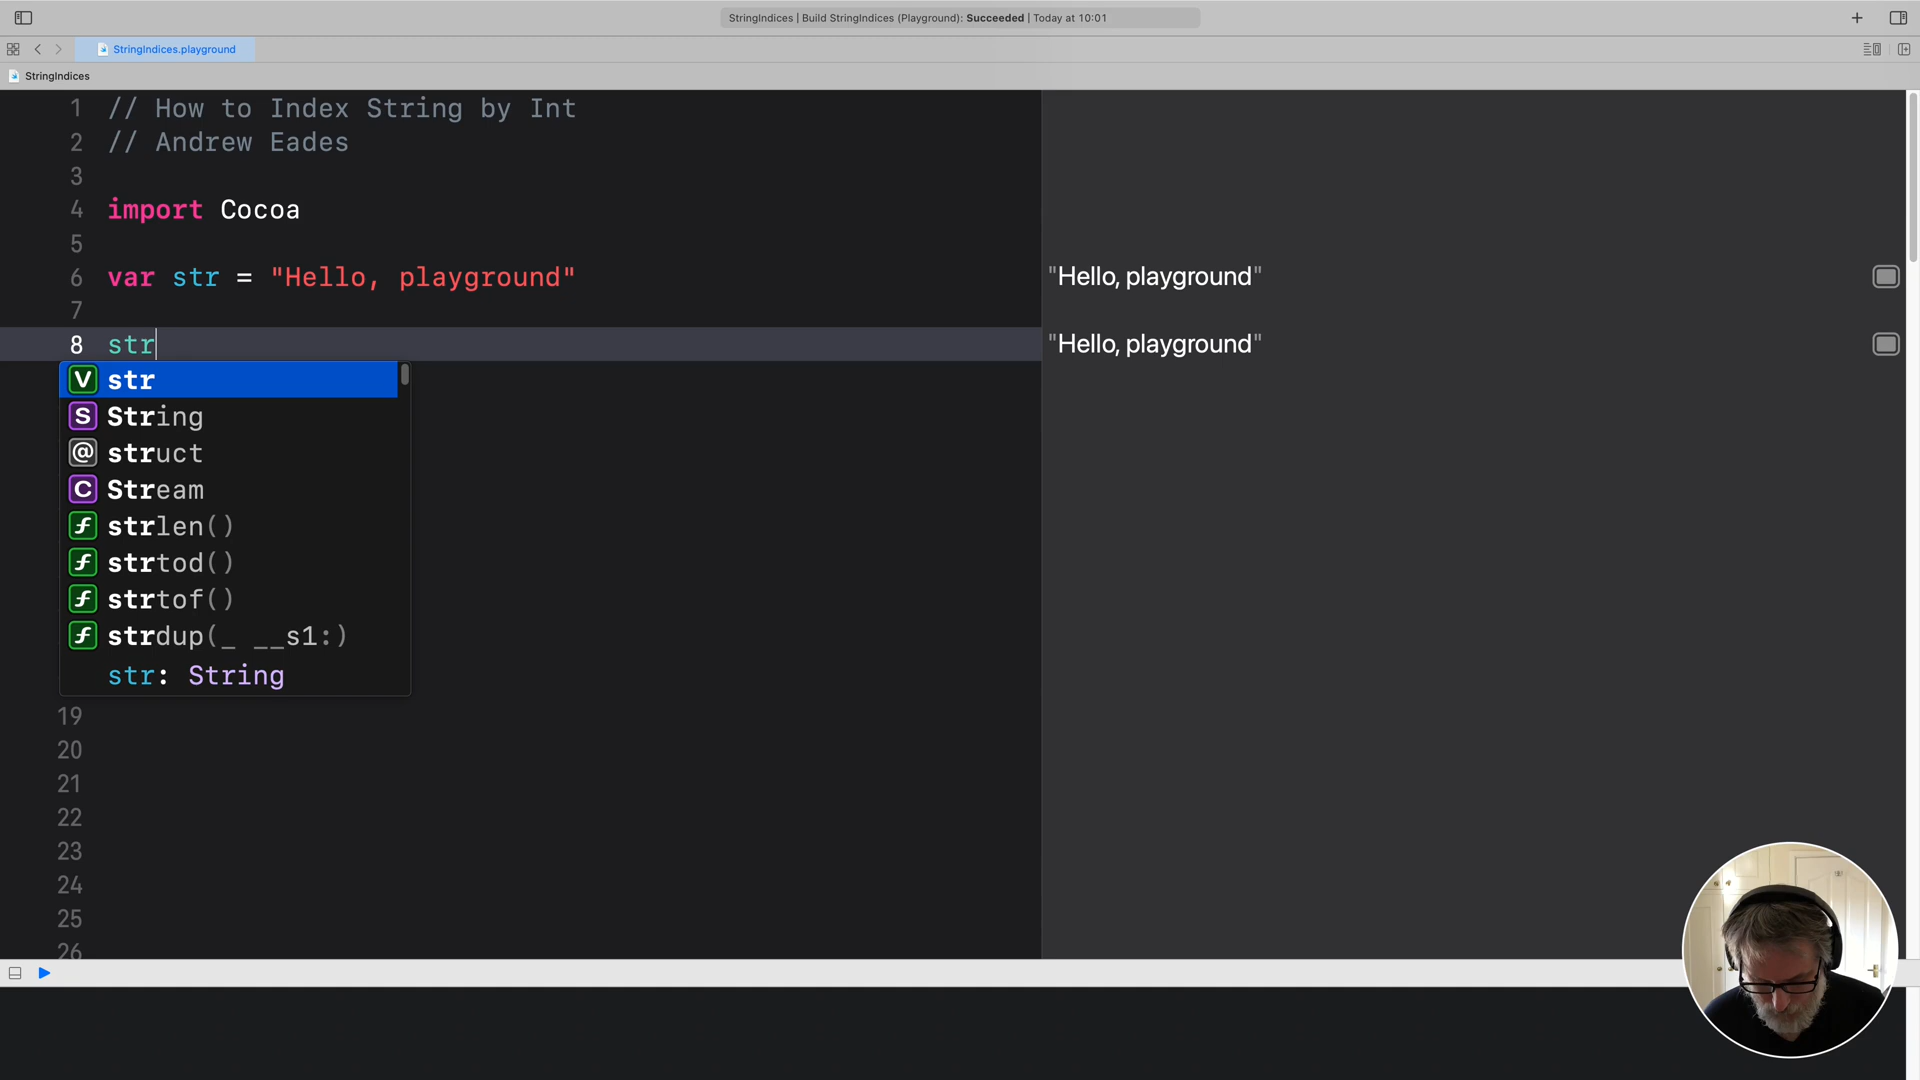 StringIndices | Build StringIndices (Playground): Succeeded | Today at 10:01
StringIndices.playground
StringIndices
1 // How to Index String by Int
2 // Andrew Eades
3
4 import Cocoa
5
6 var str = "Hello, playground"
"Hello, playground"
7
8 str
"Hello, playground"
V str
S String
@ struct
C Stream
f strlen()
f strtod()
f strtof()
f strdup(_ __s1:)
str: String
19
20
21
22
23
24
25
26